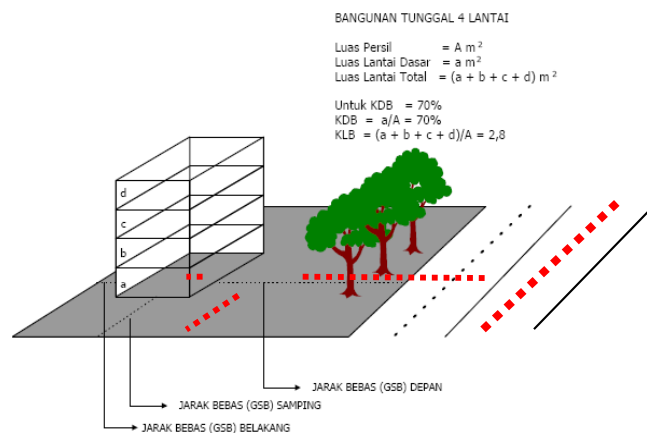 BANGUNAN TUNGGAL 4 LANTAI
Luas Persil = A m²
Luas Lantai Dasar = a m²
Luas Lantai Total = (a + b + c + d) m²
Untuk KDB = 70%
KDB = a/A = 70%
KLB = (a + b + c + d)/A = 2,8
d
c
b
a
JARAK BEBAS (GSB) DEPAN
JARAK BEBAS (GSB) SAMPING
JARAK BEBAS (GSB) BELAKANG